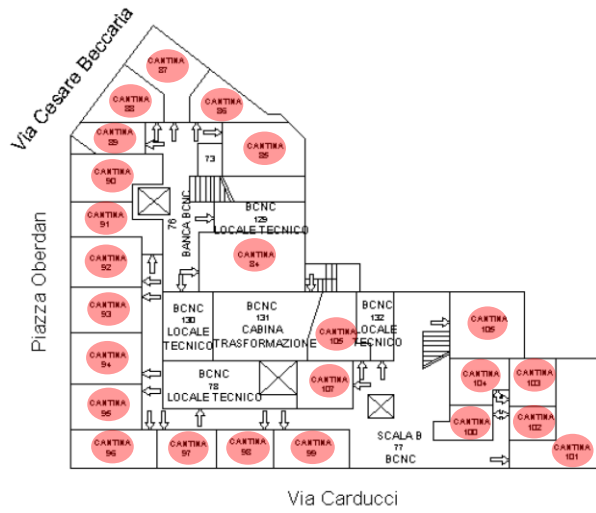 Via Cesare Beccaria
CANTINA
87
CANTINA
88
CANTINA
86
CANTINA
89
CANTINA
85
73
CANTINA
90
CANTINA
91
76
BANCA BCNC
BCNC
129
LOCALE TECNICO
CANTINA
92
CANTINA
84
Piazza Oberdan
CANTINA
93
BCNC
130
LOCALE
TECNICO
BCNC
131
CABINA
TRASFORMAZIONE
CANTINA
105
BCNC
132
LOCALE
TECNICO
CANTINA
105
CANTINA
94
BCNC
78
LOCALE TECNICO
CANTINA
107
CANTINA
104
CANTINA
103
CANTINA
95
CANTINA
100
CANTINA
102
CANTINA
96
CANTINA
97
CANTINA
98
CANTINA
99
SCALA B
77
BCNC
CANTINA
101
Via Carducci